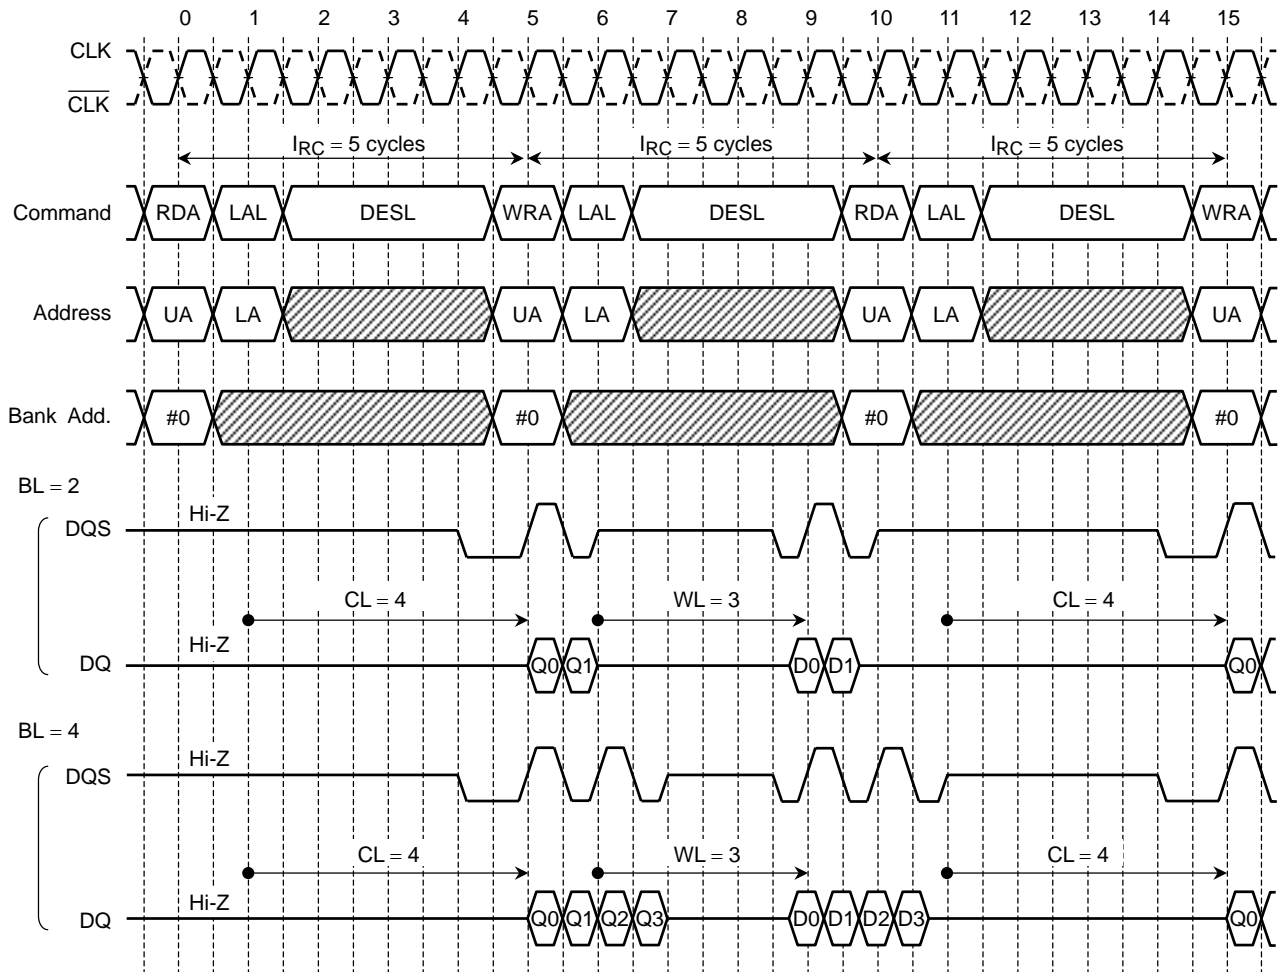 0 1 2 3 4 5 6 7 8 9 10 11 12 13 14 15
CLK
CLK
IRC = 5 cycles IRC = 5 cycles IRC = 5 cycles
Command RDA LAL DESL WRA LAL DESL RDA LAL DESL WRA
Address UA LA UA LA UA LA UA
Bank Add. #0 #0 #0 #0
BL = 2
Hi-Z
DQS
CL = 4 WL = 3 CL = 4
Hi-Z
DQ Q0 Q1 D0 D1 Q0
BL = 4
Hi-Z
DQS
CL = 4 WL = 3 CL = 4
Hi-Z
DQ Q0 Q1 Q2 Q3 D0 D1 D2 D3 Q0